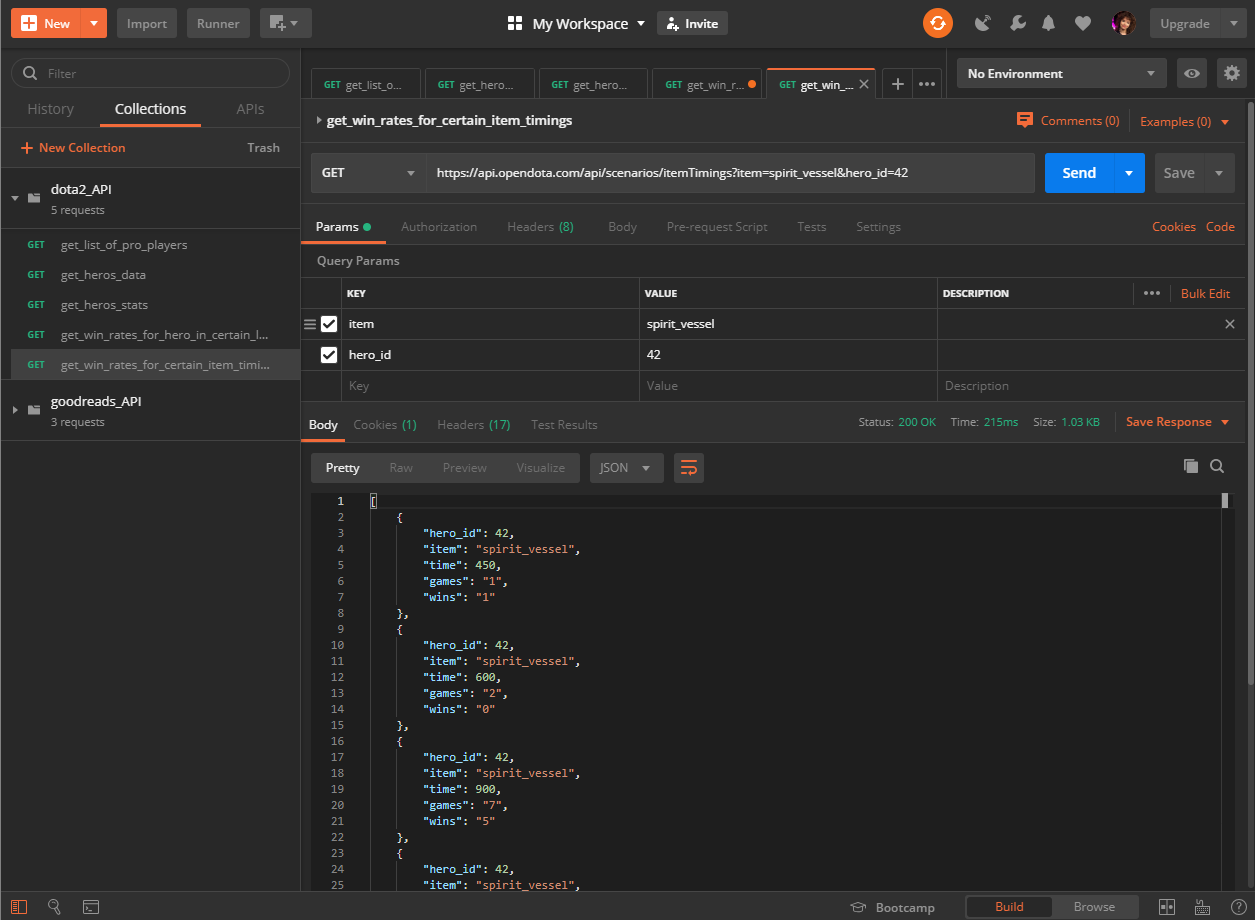 New Import Runner My Workspace Invite Upgrade
Filter
History Collections APIs
New Collection Trash
dota2_API
5 requests
GET get_list_of_pro_players
GET get_heros_data
GET get_heros_stats
GET get_win_rates_for_hero_in_certain_l...
GET get_win_rates_for_certain_item_timi...
goodreads_API
3 requests
GET get_list_o... GET get_hero... GET get_hero... GET get_win_r... GET get_win_... No Environment
get_win_rates_for_certain_item_timings Comments (0) Examples (0)
GET https://api.opendota.com/api/scenarios/itemTimings?item=spirit_vessel&hero_id=42 Send Save
Params Authorization Headers (8) Body Pre-request Script Tests Settings Cookies Code
Query Params
KEY VALUE DESCRIPTION Bulk Edit
item spirit_vessel
hero_id 42
Key Value Description
Body Cookies (1) Headers (17) Test Results Status: 200 OK Time: 215ms Size: 1.03 KB Save Response
Pretty Raw Preview Visualize JSON
1 [
2 {
3 "hero_id": 42,
4 "item": "spirit_vessel",
5 "time": 450,
6 "games": "1",
7 "wins": "1"
8 },
9 {
10 "hero_id": 42,
11 "item": "spirit_vessel",
12 "time": 600,
13 "games": "2",
14 "wins": "0"
15 },
16 {
17 "hero_id": 42,
18 "item": "spirit_vessel",
19 "time": 900,
20 "games": "7",
21 "wins": "5"
22 },
23 {
24 "hero_id": 42,
25 "item": "spirit_vessel",
Bootcamp Build Browse